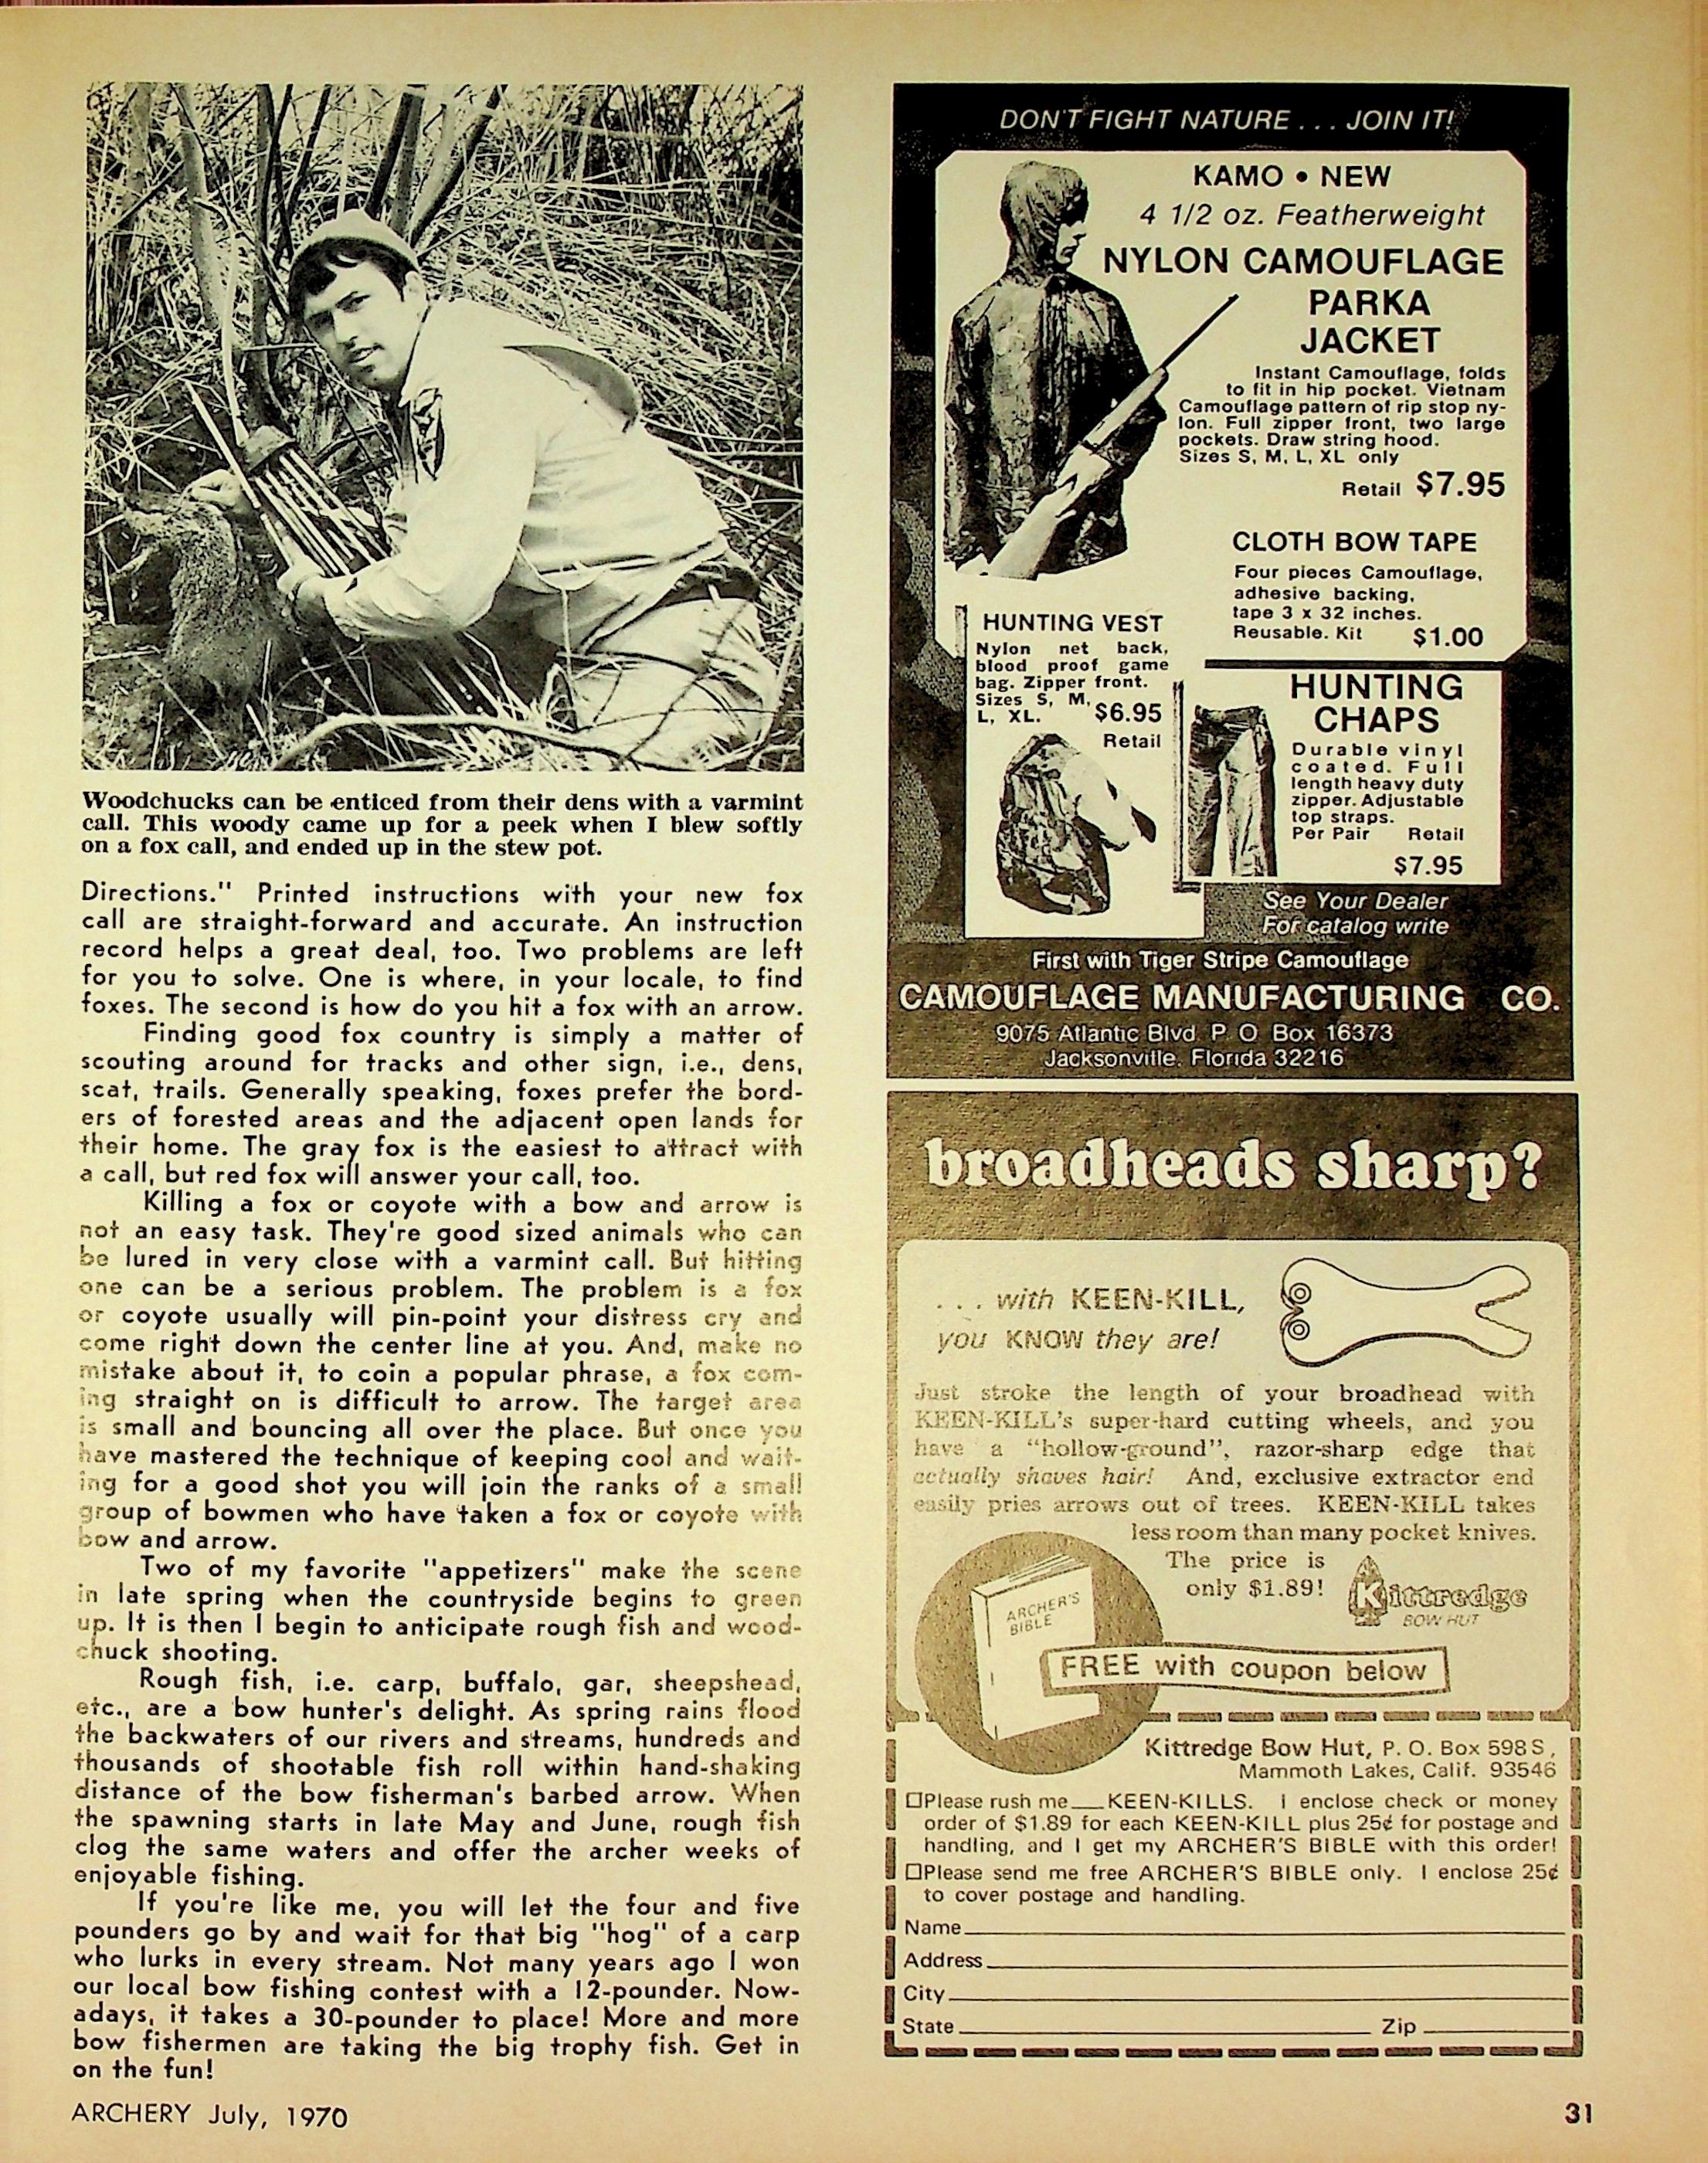 Woodchucks can be enticed from their dens with a varmint
call. This woody came up for a peek when I blew softly
on a fox call, and ended up in the stew pot.
Directions." Printed instructions with your new fox
call are straight-forward and accurate. An instruction
record helps a great deal, too. Two problems are left
for you to solve. One is where, in your locale, to find
foxes. The second is how do you hit a fox with an arrow.
Finding good fox country is simply a matter of
scouting around for tracks and other sign, i.e., dens,
scat, trails. Generally speaking, foxes prefer the bord-
ers of forested areas and the adjacent open lands for
their home. The gray fox is the easiest to attract with
a call, but red fox will answer your call, too.
Killing a fox or coyote with a bow and arrow is
not an easy task. They're good sized animals who can
be lured in very close with a varmint call. But hitting
one can be a serious problem. The problem is a fox
or coyote usually will pin-point your distress cry and
come right down the center line at you. And, make no
mistake about it, to coin a popular phrase, a fox com-
ing straight on is difficult to arrow. The target area
is small and bouncing all over the place. But once you
have mastered the technique of keeping cool and wait-
ing for a good shot you will join the ranks of a small
group of bowmen who have taken a fox or coyote with
bow and arrow.
Two of my favorite "appetizers" make the scene
in late spring when the countryside begins to green
up. It is then I begin to anticipate rough fish and wood-
chuck shooting.
Rough fish, i.e. carp, buffalo, gar, sheepshead,
etc., are a bow hunter's delight. As spring rains flood
the backwaters of our rivers and streams, hundreds and
thousands of shootable fish roll within hand-shaking
distance of the bow fisherman's barbed arrow. When
the spawning starts in late May and June, rough fish
clog the same waters and offer the archer weeks of
enjoyable fishing.
If you're like me, you will let the four and five
pounders go by and wait for that big "hog" of a carp
who lurks in every stream. Not many years ago I won
our local bow fishing contest with a 12-pounder. Now-
adays, it takes a 30-pounder to place! More and more
bow fishermen are taking the big trophy fish. Get in
on the fun!
DON'T FIGHT NATURE . . . JOIN IT!
KAMO • NEW
4 1/2 oz. Featherweight
NYLON CAMOUFLAGE
PARKA
JACKET
Instant Camouflage, folds
to fit in hip pocket. Vietnam
Camouflage pattern of rip stop ny-
lon. Full zipper front, two large
pockets. Draw string hood.
Sizes S, M, L, XL only
Retail $7.95
CLOTH BOW TAPE
Four pieces Camouflage,
adhesive backing,
tape 3 x 32 inches.
Reusable. Kit $1.00
HUNTING VEST
Nylon net back,
blood proof game
bag. Zipper front.
Sizes S, M,
L, XL. $6.95
Retail
HUNTING
CHAPS
Durable vinyl
coated. Full
length heavy duty
zipper. Adjustable
top straps.
Per Pair Retail
$7.95
See Your Dealer
For catalog write
First with Tiger Stripe Camouflage
CAMOUFLAGE MANUFACTURING CO.
9075 Atlantic Blvd P O Box 16373
Jacksonville, Florida 32216
broadheads sharp?
. . . with KEEN-KILL,
you KNOW they are!
Just stroke the length of your broadhead with
KEEN-KILL's super-hard cutting wheels, and you
have a "hollow-ground", razor-sharp edge that
actually shaves hair! And, exclusive extractor end
easily pries arrows out of trees. KEEN-KILL takes
less room than many pocket knives.
The price is
only $1.89!
Kittredge
BOW HUT
ARCHER'S
BIBLE
FREE with coupon below
Kittredge Bow Hut, P. O. Box 598 S,
Mammoth Lakes, Calif. 93546
☐Please rush me___KEEN-KILLS. I enclose check or money
order of $1.89 for each KEEN-KILL plus 25¢ for postage and
handling, and I get my ARCHER'S BIBLE with this order!
☐Please send me free ARCHER'S BIBLE only. I enclose 25¢
to cover postage and handling.
Name
Address
City
State Zip
ARCHERY July, 1970
31